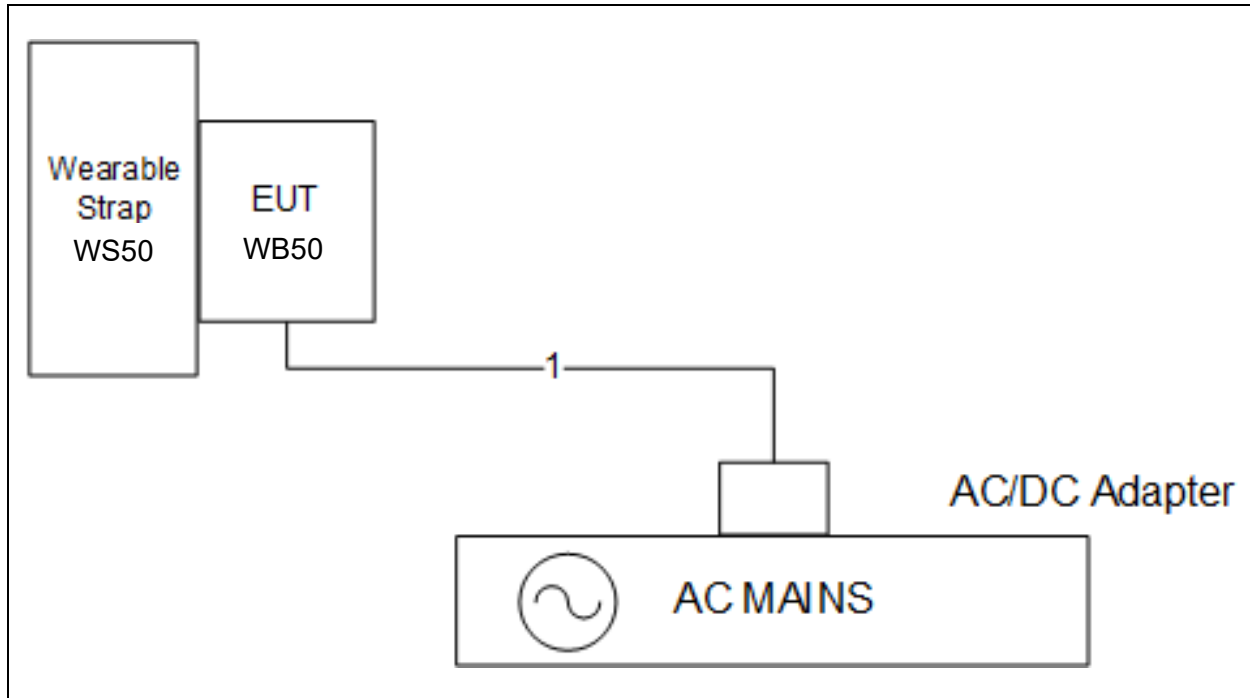 Wearable
Strap
WS50
EUT
WB50
1
AC/DC Adapter
AC MAINS